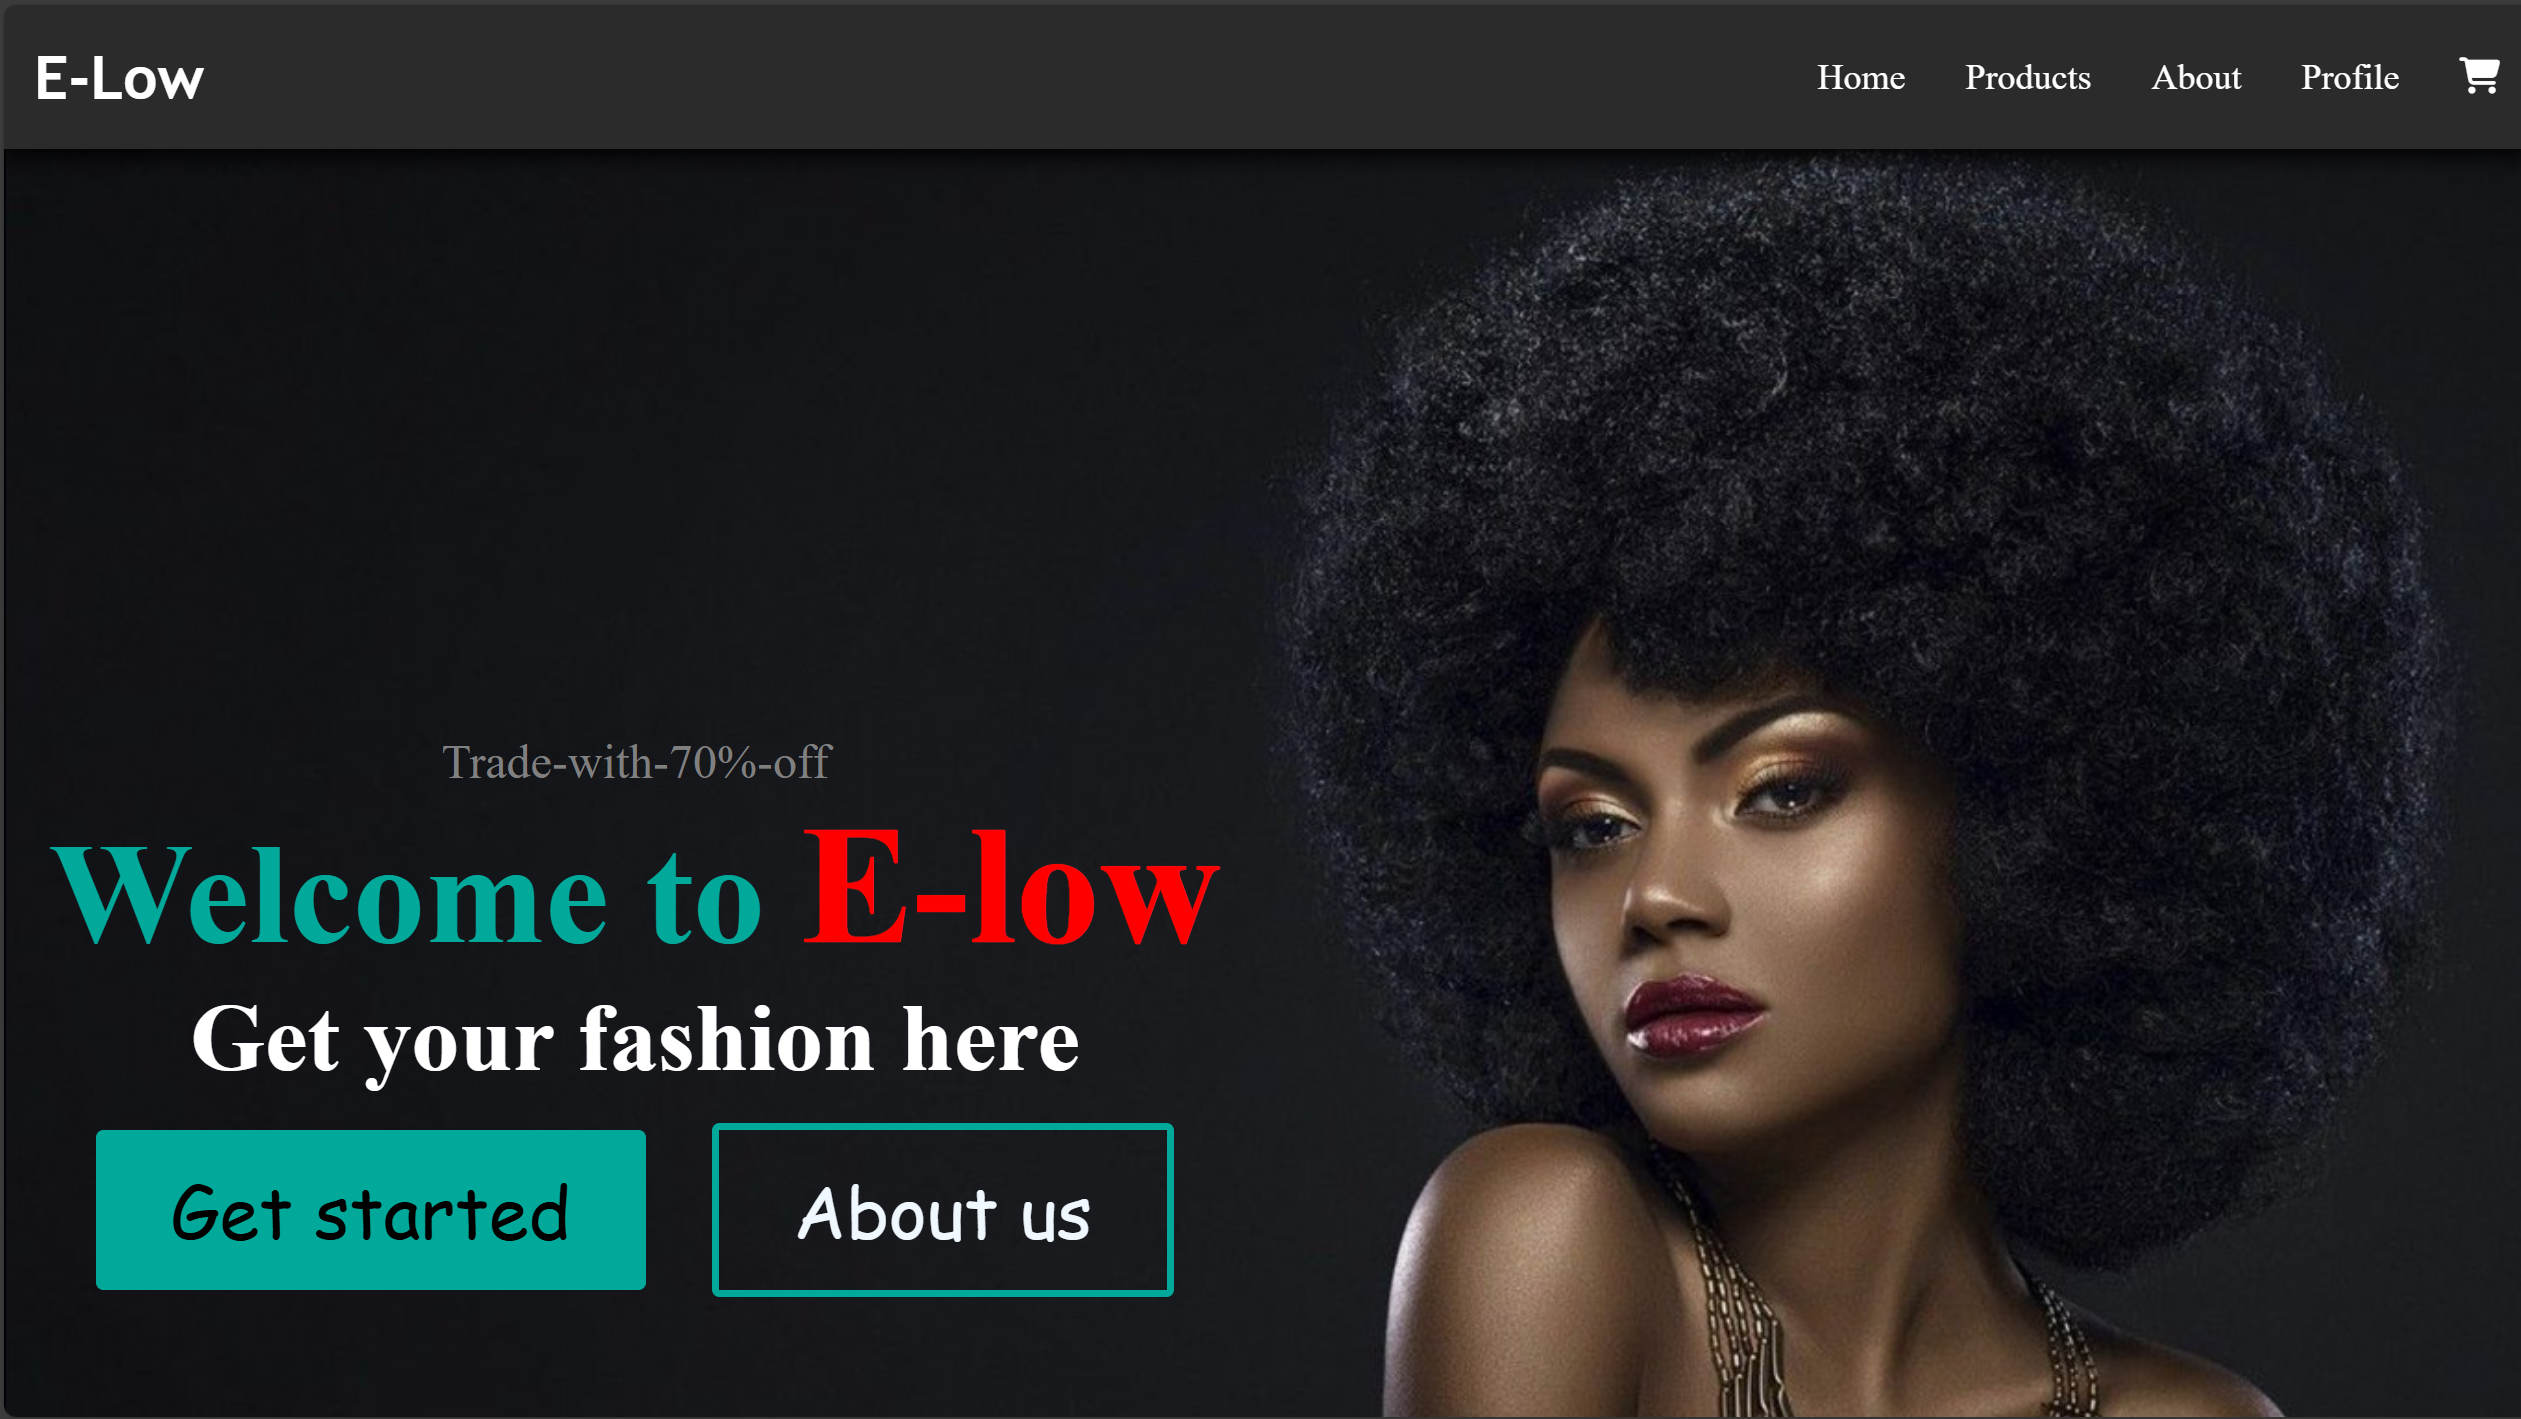 E-Low
Home Products About Profile
Trade-with-70%-off
Welcome to E-low
Get your fashion here
Get started About us